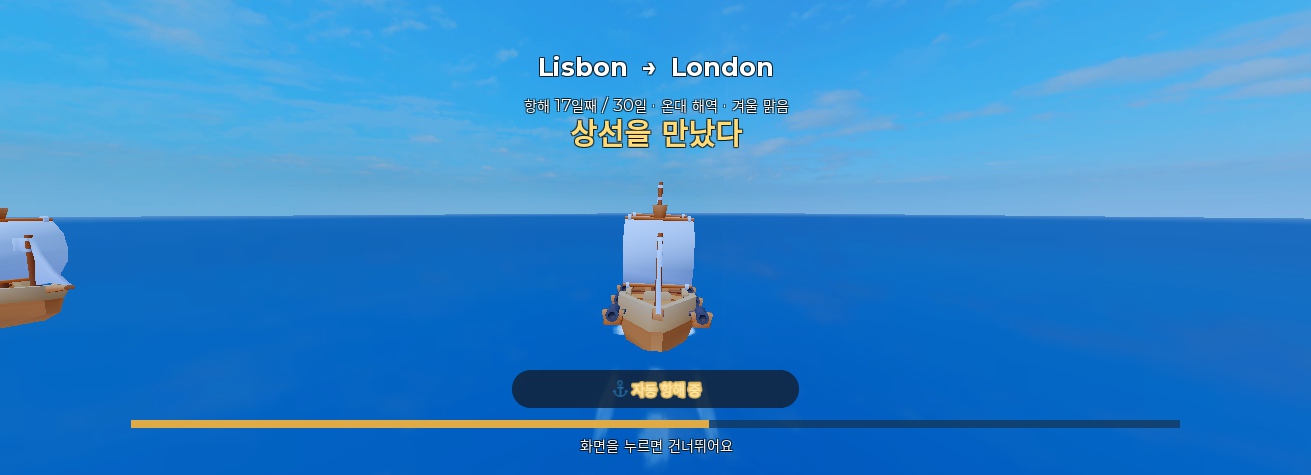 Lisbon → London
항해 17일째 / 30일 · 온대 해역 · 겨울 맑음
상선을 만났다
⚓ 자동 항해 중
화면을 누르면 건너뛰어요